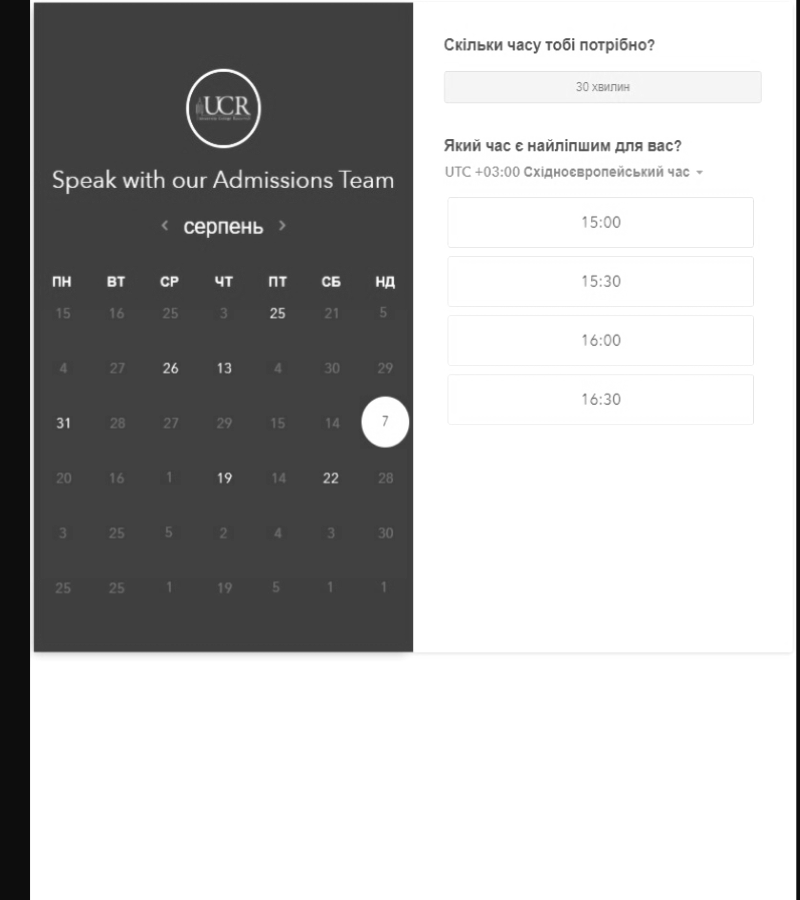 UCR
Speak with our Admissions Team
серпень
ПН ВТ СР ЧТ ПТ СБ НД
15 16 25 3 25 21 5
4 27 26 13 4 30 29
31 28 27 29 15 14 7
20 16 1 19 14 22 28
3 25 5 2 4 3 30
25 25 1 19 5 1 1
Скільки часу тобі потрібно?
30 хвилин
Який час є найліпшим для вас?
UTC +03:00 Східноєвропейський час
15:00
15:30
16:00
16:30